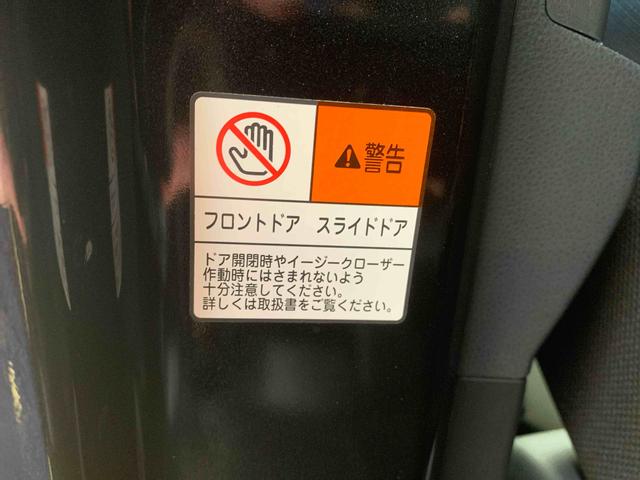 警告
フロントドア　スライドドア
ドア開閉時やイージークローザー
作動時にはさまれないよう
十分注意してください。
詳しくは取扱書をご覧ください。